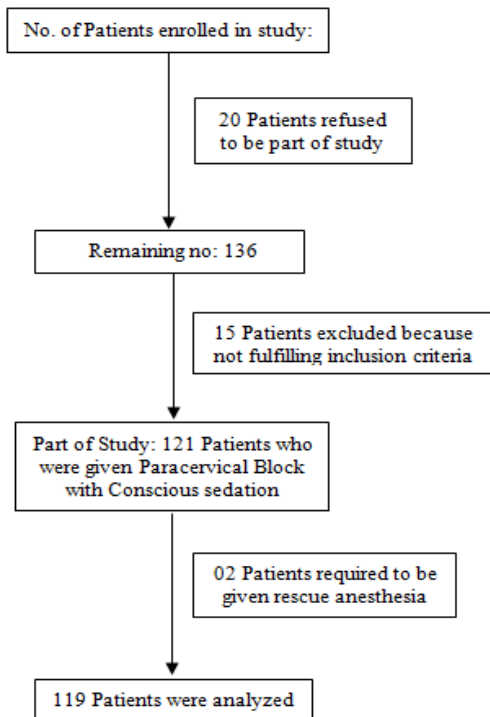 No. of Patients enrolled in study:
20 Patients refused
to be part of study
Remaining no: 136
15 Patients excluded because
not fulfilling inclusion criteria
Part of Study: 121 Patients who
were given Paracervical Block
with Conscious sedation
02 Patients required to be
given rescue anesthesia
119 Patients were analyzed